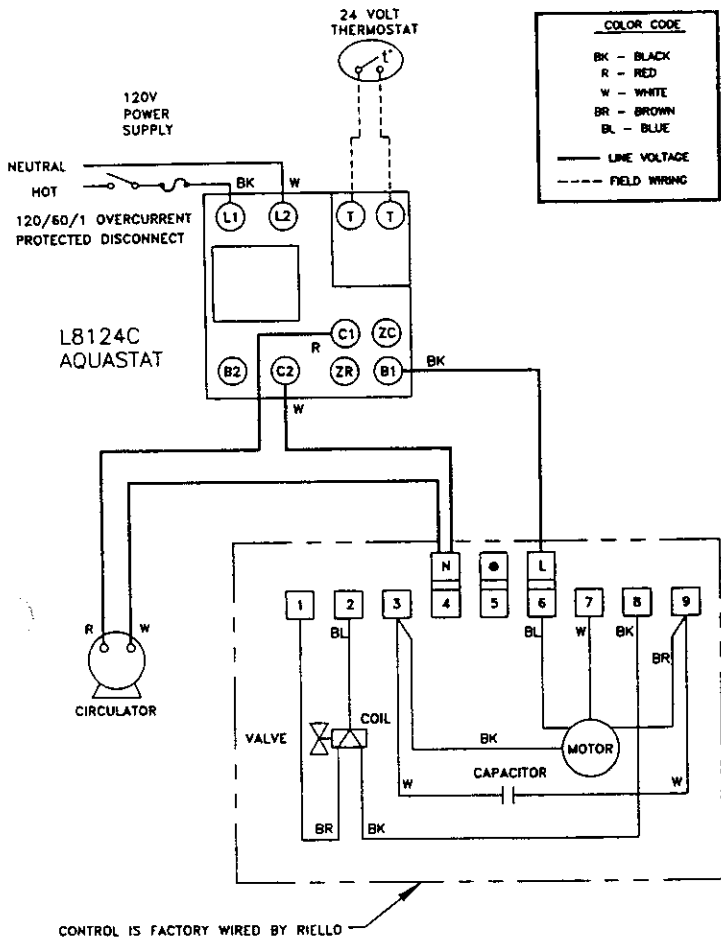 24 VOLT
THERMOSTAT
t°
COLOR CODE
BK - BLACK
R - RED
W - WHITE
BR - BROWN
BL - BLUE
LINE VOLTAGE
FIELD WIRING
120V
POWER
SUPPLY
NEUTRAL
HOT
BK
W
120/60/1 OVERCURRENT
PROTECTED DISCONNECT
L1
L2
T
T
L8124C
AQUASTAT
C1
ZC
R
B2
C2
ZR
B1
BK
W
N
L
1
2
3
4
5
6
7
8
9
BL
BL
W
BK
BR
R
W
CIRCULATOR
VALVE
COIL
BK
MOTOR
CAPACITOR
W
W
BR
BK
CONTROL IS FACTORY WIRED BY RIELLO